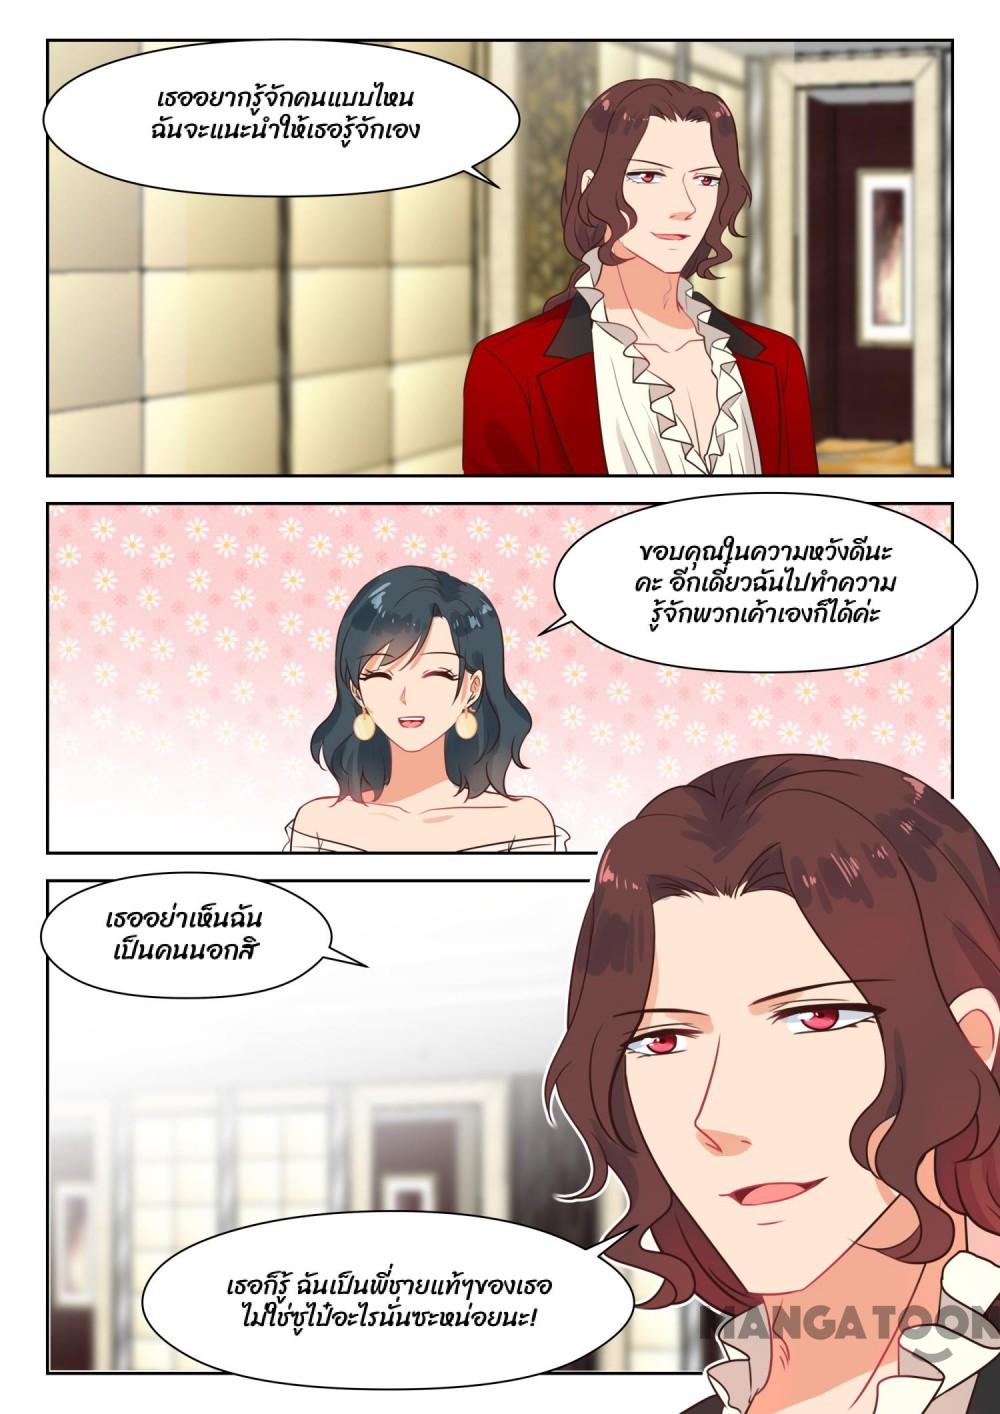 เธออยากรู้จักคนแบบไหน
ฉันจะแนะนำให้เธอรู้จักเอง
ขอบคุณในความหวังดีนะ
คะ อีกเดี๋ยวฉันไปทำความ
รู้จักพวกเค้าเองก็ได้ค่ะ
เธออย่าเห็นฉัน
เป็นคนนอกสิ
เธอก็รู้ ฉันเป็นพี่ชายแท้ๆของเธอ
ไม่ใช่ซูไป๋อะไรนั่นซะหน่อยนะ!
MANGATOON